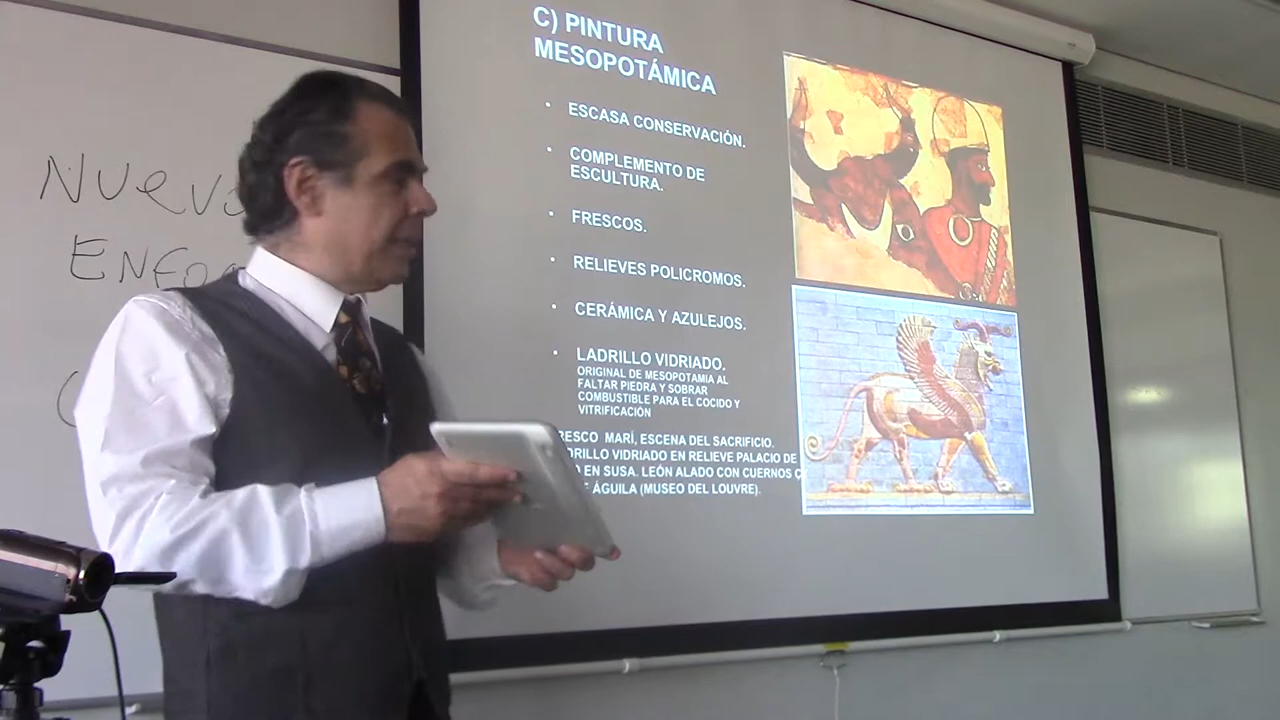 NUEVO
ENFO
C) PINTURA
MESOPOTÁMICA
• ESCASA CONSERVACIÓN.
• COMPLEMENTO DE
ESCULTURA.
• FRESCOS.
• RELIEVES POLICROMOS.
• CERÁMICA Y AZULEJOS.
• LADRILLO VIDRIADO.
ORIGINAL DE MESOPOTAMIA AL
FALTAR PIEDRA Y SOBRAR
COMBUSTIBLE PARA EL COCIDO Y
VITRIFICACIÓN
RESCO MARÍ, ESCENA DEL SACRIFICIO.
DRILLO VIDRIADO EN RELIEVE PALACIO DE
O EN SUSA. LEÓN ALADO CON CUERNOS
ÁGUILA (MUSEO DEL LOUVRE).